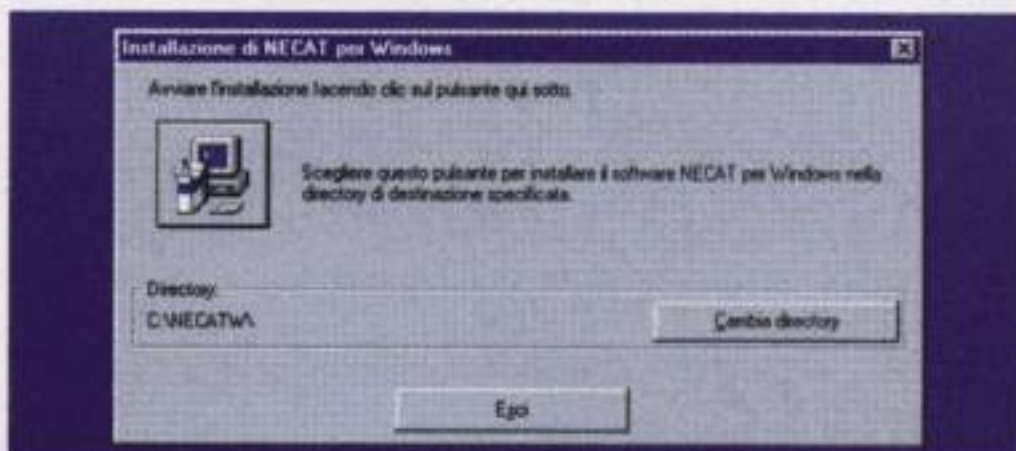 Installazione di NECAT per Windows
Avviare l'installazione facendo clic sul pulsante qui sotto.
Scegliere questo pulsante per installare il software NECAT per Windows nella
directory di destinazione specificata.
Directory:
C:\NECATW\
Cambia directory
Esci